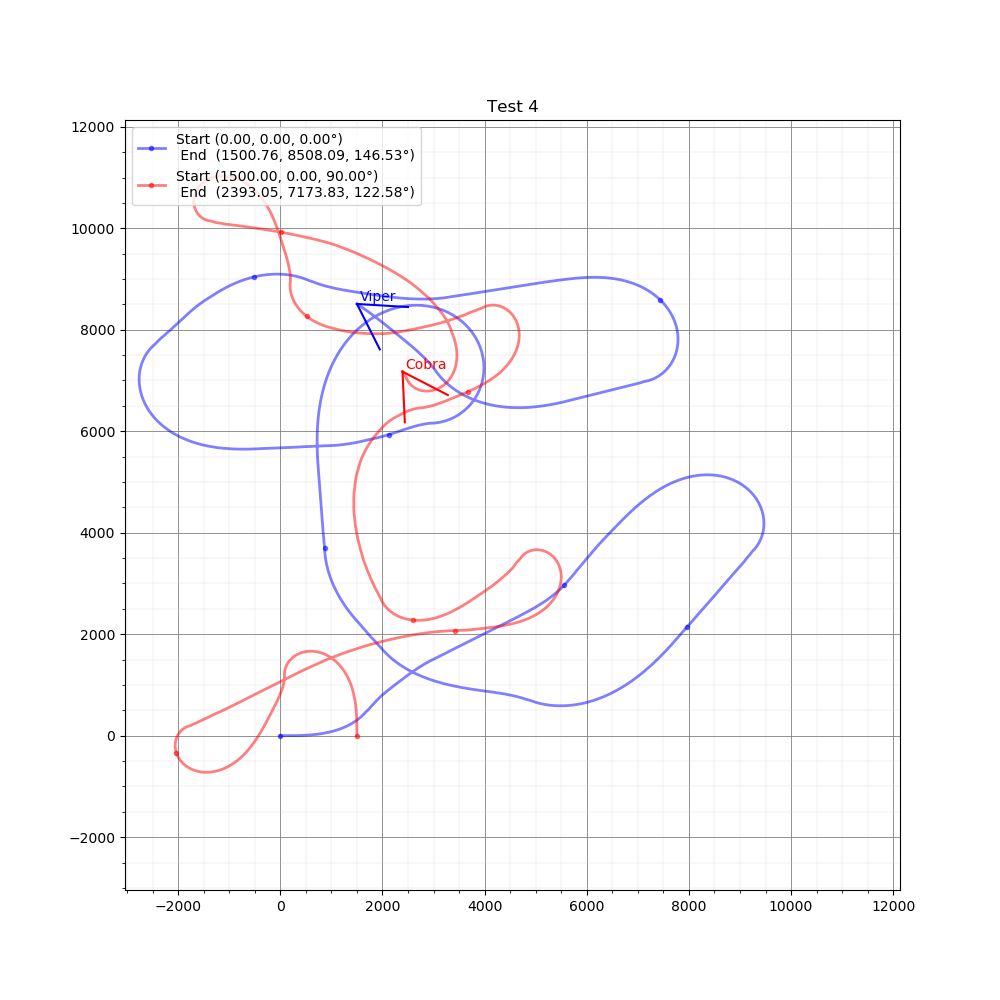 Test 4
Start (0.00, 0.00, 0.00°)
End  (1500.76, 8508.09, 146.53°)
Start (1500.00, 0.00, 90.00°)
End  (2393.05, 7173.83, 122.58°)
12000
10000
8000
6000
4000
2000
0
−2000
Viper
Cobra
−2000 0 2000 4000 6000 8000 10000 12000